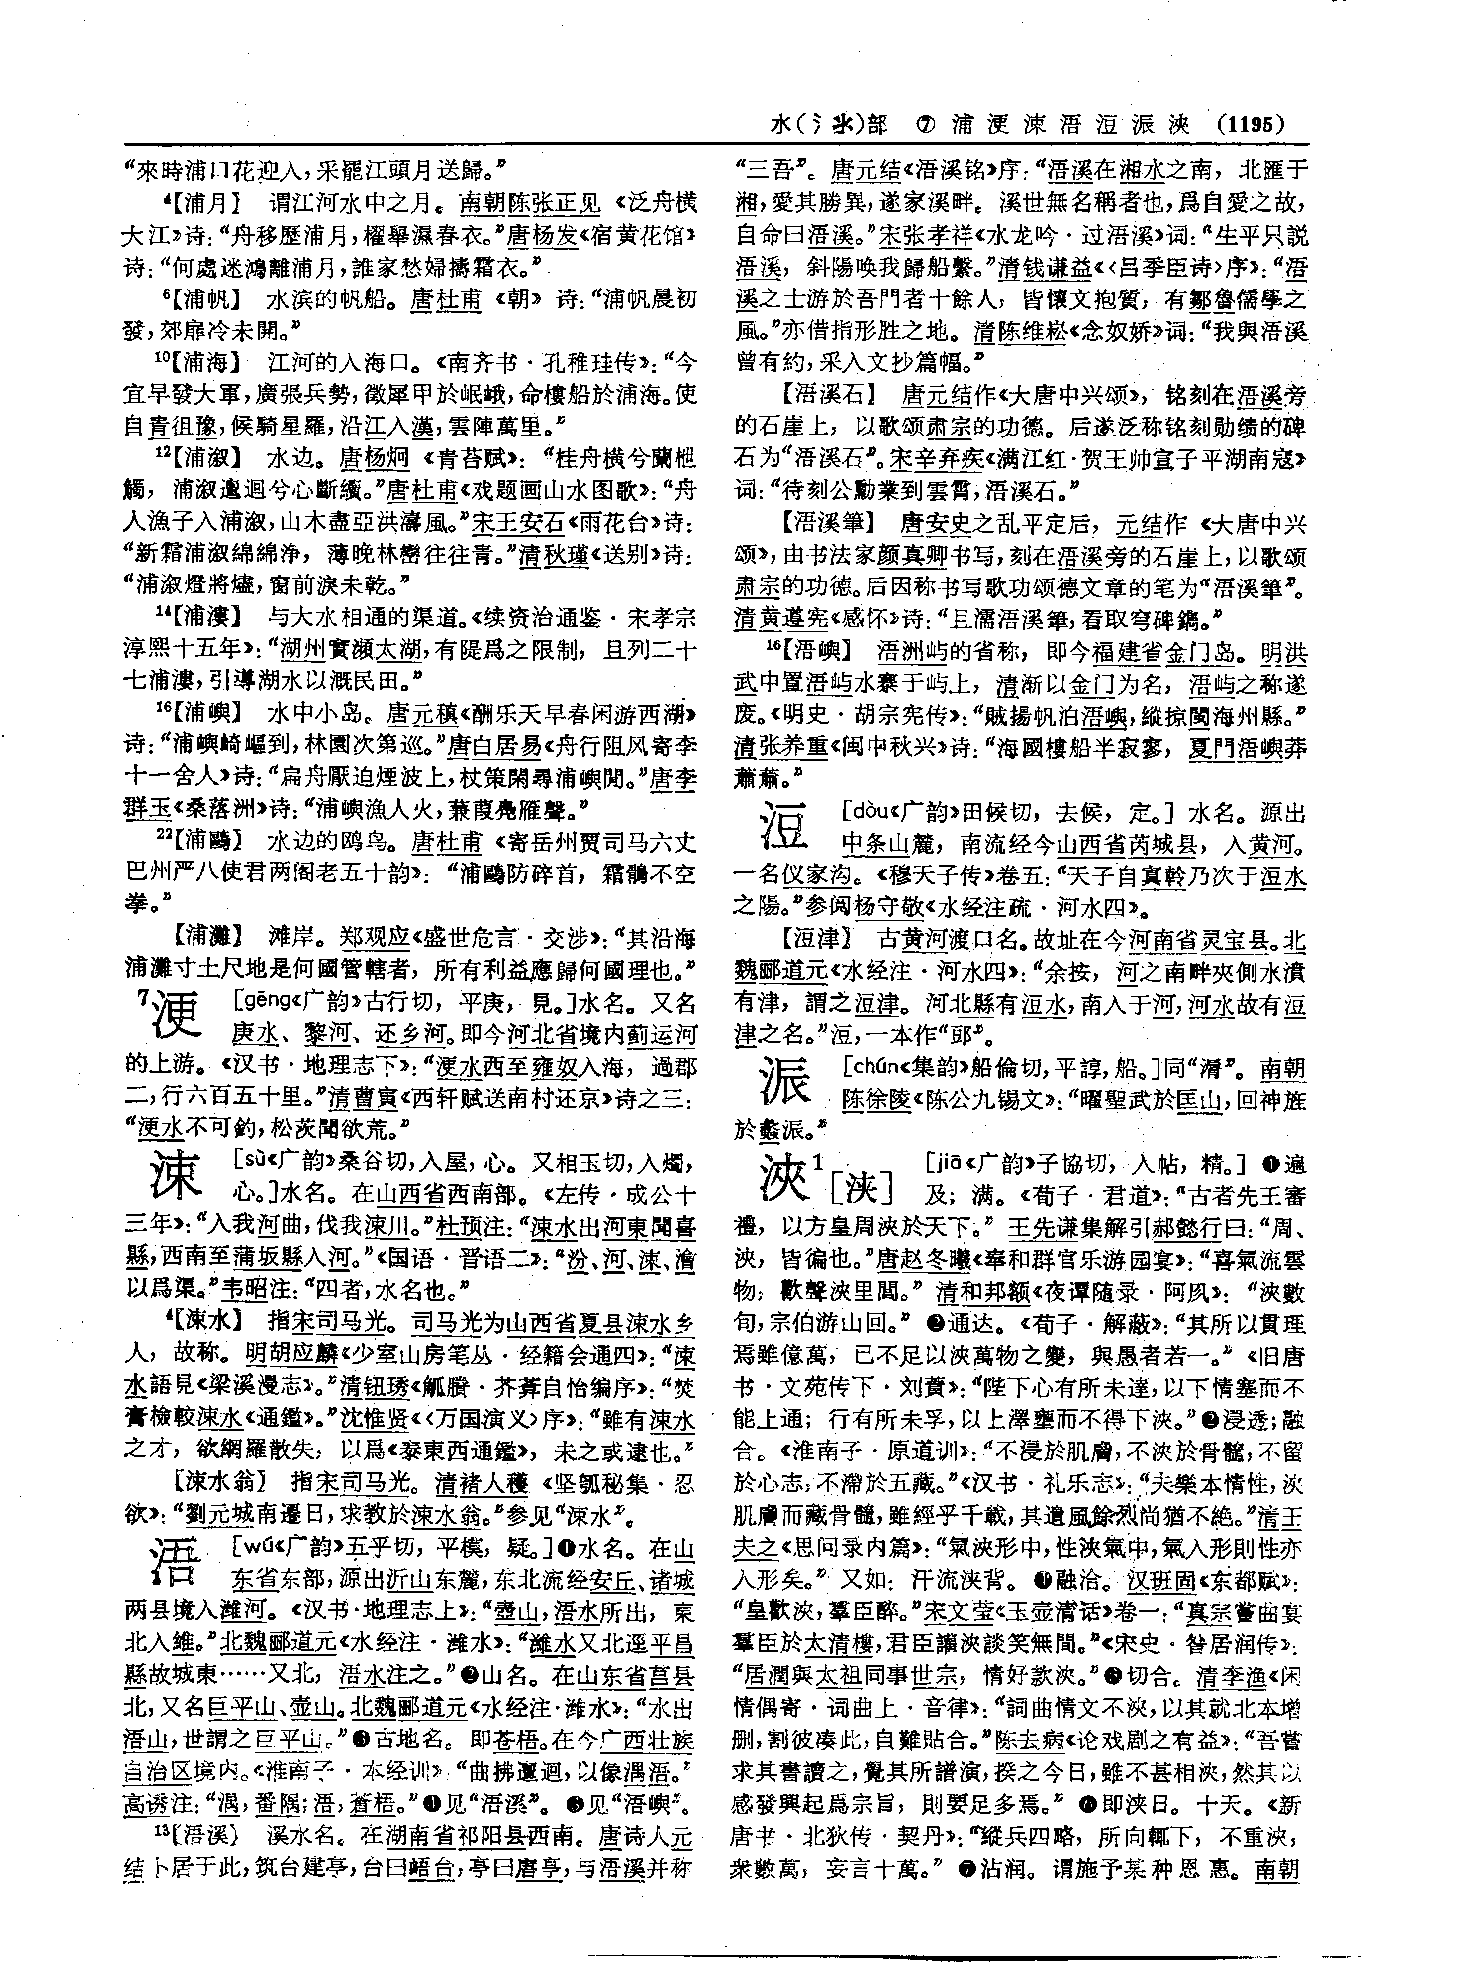 水(氵氺)部 ⑦ 浦浭涑浯浢浱浹 (1195)
“來時浦口花迎入,采罷江頭月送歸。”
⁴【浦月】 谓江河水中之月。南朝陈张正见《泛舟横
大江》诗:“舟移歷浦月,櫂舉濕春衣。”唐杨发《宿黄花馆》
诗:“何處迷鴻離浦月,誰家愁婦擣霜衣。”
⁶【浦帆】 水滨的帆船。唐杜甫《朝》诗:“浦帆晨初
發,郊扉冷未開。”
¹⁰【浦海】 江河的入海口。《南齐书·孔稚珪传》:“今
宜早發大軍,廣張兵勢,徵犀甲於岷峨,命樓船於浦海。使
自青徂豫,候騎星羅,沿江入漢,雲陣萬里。”
¹²【浦溆】 水边。唐杨炯《青苔赋》:“桂舟横兮蘭枻
觸,浦溆邅迴兮心斷續。”唐杜甫《戏题画山水图歌》:“舟
人漁子入浦溆,山木盡亞洪濤風。”宋王安石《雨花台》诗:
“新霜浦溆綿綿浄,薄晚林巒往往青。”清秋瑾《送别》诗:
“浦溆燈將燼,窗前淚未乾。”
¹⁴【浦漊】 与大水相通的渠道。《续资治通鉴·宋孝宗
淳熙十五年》:“湖州實瀕太湖,有隄爲之限制,且列二十
七浦漊,引導湖水以溉民田。”
¹⁶【浦嶼】 水中小岛。唐元稹《酬乐天早春闲游西湖》
诗:“浦嶼崎嶇到,林園次第巡。”唐白居易《舟行阻风寄李
十一舍人》诗:“扁舟厭迫煙波上,杖策閑尋浦嶼間。”唐李
群玉《桑落洲》诗:“浦嶼漁人火,蒹葭鳧雁聲。”
²²【浦鷗】 水边的鸥鸟。唐杜甫《寄岳州贾司马六丈
巴州严八使君两阁老五十韵》:“浦鷗防碎首,霜鶻不空
拳。”
【浦灘】 滩岸。郑观应《盛世危言·交涉》:“其沿海
浦灘寸土尺地是何國管轄者,所有利益應歸何國理也。”
⁷浭 [gēng《广韵》古行切,平庚,見。]水名。又名
庚水、黎河、还乡河。即今河北省境内蓟运河
的上游。《汉书·地理志下》:“浭水西至雍奴入海,過郡
二,行六百五十里。”清曹寅《西轩赋送南村还京》诗之三:
“浭水不可釣,松茨聞欲荒。”
涑 [sù《广韵》桑谷切,入屋,心。又相玉切,入燭,
心。]水名。在山西省西南部。《左传·成公十
三年》:“入我河曲,伐我涑川。”杜预注:“涑水出河東聞喜
縣,西南至蒲坂縣入河。”《国语·晋语二》:“汾、河、涑、澮
以爲渠。”韦昭注:“四者,水名也。”
⁴【涑水】 指宋司马光。司马光为山西省夏县涑水乡
人,故称。明胡应麟《少室山房笔丛·经籍会通四》:“涑
水語見《梁溪漫志》。”清钮琇《觚賸·芥葊自怡编序》:“焚
膏檢較涑水《通鑑》。”沈惟贤《〈万国演义〉序》:“雖有涑水
之才,欲網羅散失,以爲《泰東西通鑑》,未之或逮也。”
【涑水翁】 指宋司马光。清褚人穫《坚瓠秘集·忍
欲》:“劉元城南遷日,求教於涑水翁。”参见“涑水”。
浯 [wú《广韵》五乎切,平模,疑。]❶水名。在山
东省东部,源出沂山东麓,东北流经安丘、诸城
两县境入潍河。《汉书·地理志上》:“壺山,浯水所出,東
北入維。”北魏郦道元《水经注·潍水》:“濰水又北逕平昌
縣故城東……又北,浯水注之。”❷山名。在山东省莒县
北,又名巨平山、壶山。北魏郦道元《水经注·潍水》:“水出
浯山,世謂之巨平山。”❸古地名。即苍梧。在今广西壮族
自治区境内。《淮南子·本经训》:“曲拂邅迴,以像湡浯。”
高诱注:“湡,番隅;浯,蒼梧。”❹见“浯溪”。❺见“浯嶼”。
¹³【浯溪】 溪水名。在湖南省祁阳县西南。唐诗人元
结卜居于此,筑台建亭,台曰峿台,亭曰唐亭,与浯溪并称
“三吾”。唐元结《浯溪铭》序:“浯溪在湘水之南,北匯于
湘,愛其勝異,遂家溪畔。溪世無名稱者也,爲自愛之故,
自命曰浯溪。”宋张孝祥《水龙吟·过浯溪》词:“生平只説
浯溪,斜陽唤我歸船繫。”清钱谦益《〈吕季臣诗〉序》:“浯
溪之士游於吾門者十餘人,皆懷文抱質,有鄒魯儒學之
風。”亦借指形胜之地。清陈维崧《念奴娇》词:“我與浯溪
曾有約,采入文抄篇幅。”
【浯溪石】 唐元结作《大唐中兴颂》,铭刻在浯溪旁
的石崖上,以歌颂肃宗的功德。后遂泛称铭刻勋绩的碑
石为“浯溪石”。宋辛弃疾《满江红·贺王帅宣子平湖南寇》
词:“待刻公勳業到雲霄,浯溪石。”
【浯溪筆】 唐安史之乱平定后,元结作《大唐中兴
颂》,由书法家颜真卿书写,刻在浯溪旁的石崖上,以歌颂
肃宗的功德。后因称书写歌功颂德文章的笔为“浯溪筆”。
清黄遵宪《感怀》诗:“且濡浯溪筆,看取穹碑鐫。”
¹⁶【浯嶼】 浯洲屿的省称,即今福建省金门岛。明洪
武中置浯屿水寨于屿上,清渐以金门为名,浯屿之称遂
废。《明史·胡宗宪传》:“賊揚帆泊浯嶼,縱掠閩海州縣。”
清张养重《闽中秋兴》诗:“海國樓船半寂寥,夏門浯嶼莽
蕭蕭。”
浢 [dòu《广韵》田候切,去候,定。]水名。源出
中条山麓,南流经今山西省芮城县,入黄河。
一名仪家沟。《穆天子传》卷五:“天子自寘軨乃次于浢水
之陽。”参阅杨守敬《水经注疏·河水四》。
【浢津】 古黄河渡口名。故址在今河南省灵宝县。北
魏郦道元《水经注·河水四》:“余按,河之南畔夾側水濆
有津,謂之浢津。河北縣有浢水,南入于河,河水故有浢
津之名。”浢,一本作“郖”。
浱 [chún《集韵》船倫切,平諄,船。]同“漘”。南朝
陈徐陵《陈公九锡文》:“曜聖武於匡山,回神旌
於蠡浱。”
浹¹[浃] [jiā《广韵》子協切,入帖,精。]❶遍
及;满。《荀子·君道》:“古者先王審
禮,以方皇周浹於天下。”王先谦集解引郝懿行曰:“周、
浹,皆徧也。”唐赵冬曦《奉和群官乐游园宴》:“喜氣流雲
物,歡聲浹里閭。”清和邦额《夜谭随录·阿凤》:“浹數
旬,宗伯游山回。”❷通达。《荀子·解蔽》:“其所以貫理
焉雖億萬,已不足以浹萬物之變,與愚者若一。”《旧唐
书·文苑传下·刘蕡》:“陛下心有所未達,以下情塞而不
能上通;行有所未孚,以上澤壅而不得下浹。”❸浸透;融
合。《淮南子·原道训》:“不浸於肌膚,不浹於骨髓,不留
於心志,不滯於五藏。”《汉书·礼乐志》:“夫樂本情性,浹
肌膚而藏骨髓,雖經乎千載,其遺風餘烈尚猶不絶。”清王
夫之《思问录内篇》:“氣浹形中,性浹氣中,氣入形則性亦
入形矣。”又如:汗流浃背。❹融洽。汉班固《东都赋》:
“皇歡浹,羣臣醉。”宋文莹《玉壶清话》卷一:“真宗嘗曲宴
羣臣於太清樓,君臣讙浹談笑無間。”《宋史·昝居润传》:
“居潤與太祖同事世宗,情好款浹。”❺切合。清李渔《闲
情偶寄·词曲上·音律》:“詞曲情文不浹,以其就北本增
删,割彼湊此,自難貼合。”陈去病《论戏剧之有益》:“吾嘗
求其書讀之,覺其所譜演,揆之今日,雖不甚相浹,然其以
感發興起爲宗旨,則要足多焉。”❻即浃日。十天。《新
唐书·北狄传·契丹》:“縱兵四略,所向輒下,不重浹,
衆數萬,妄言十萬。”❼沾润。谓施予某种恩惠。南朝